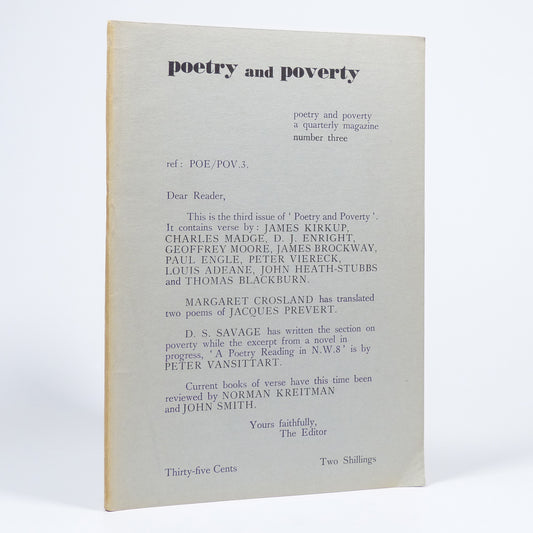 poetry and poverty
poetry and poverty
a quarterly magazine
number three
ref: POE/POV.3.
Dear Reader,
This is the third issue of ' Poetry and Poverty '.
It contains verse by: JAMES KIRKUP,
CHARLES MADGE, D. J. ENRIGHT,
GEOFFREY MOORE, JAMES BROCKWAY,
PAUL ENGLE, PETER VIERECK,
LOUIS ADEANE, JOHN HEATH-STUBBS
and THOMAS BLACKBURN.
MARGARET CROSLAND has translated
two poems of JACQUES PREVERT.
D. S. SAVAGE has written the section on
poverty while the excerpt from a novel in
progress, ' A Poetry Reading in N.W.8 ' is by
PETER VANSITTART.
Current books of verse have this time been
reviewed by NORMAN KREITMAN
and JOHN SMITH.
Yours faithfully,
The Editor
Thirty-five Cents
Two Shillings